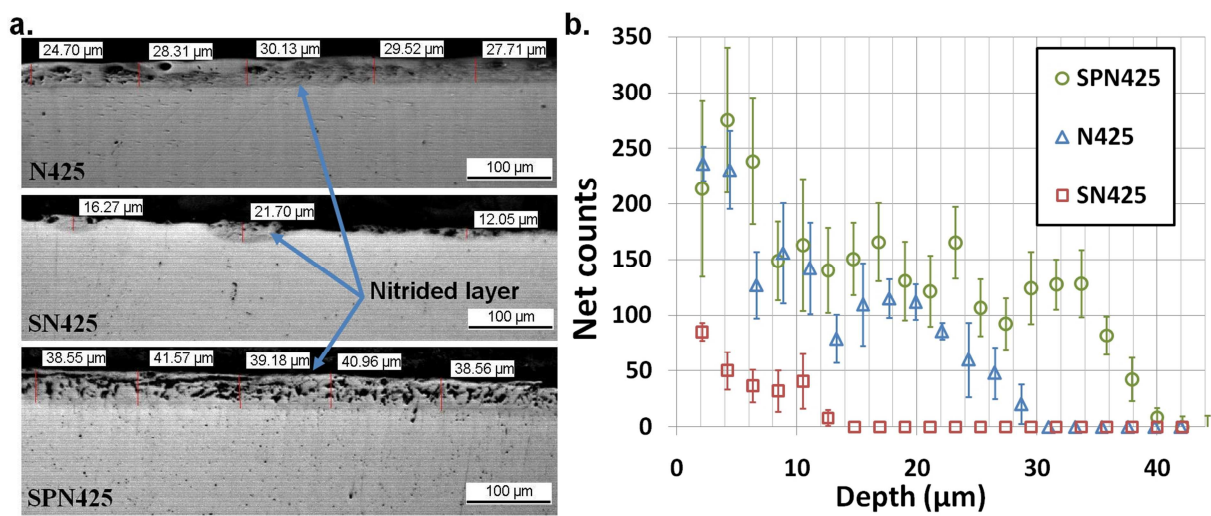 a.
24.70 µm 28.31 µm 30.13 µm 29.52 µm 27.71 µm
N425
100 µm
16.27 µm 21.70 µm 12.05 µm
Nitrided layer
SN425
100 µm
38.55 µm 41.57 µm 39.18 µm 40.96 µm 38.56 µm
SPN425
100 µm
b.
350
300
250
200
150
100
50
0
Net counts
SPN425
N425
SN425
0 10 20 30 40
Depth (µm)